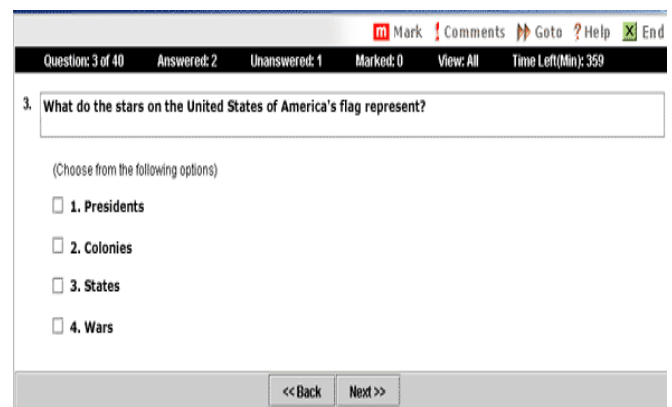 m Mark ! Comments Goto ? Help X End
Question: 3 of 40 Answered: 2 Unanswered: 1 Marked: 0 View: All Time Left(Min): 359
3. What do the stars on the United States of America's flag represent?
(Choose from the following options)
1. Presidents
2. Colonies
3. States
4. Wars
<< Back Next >>